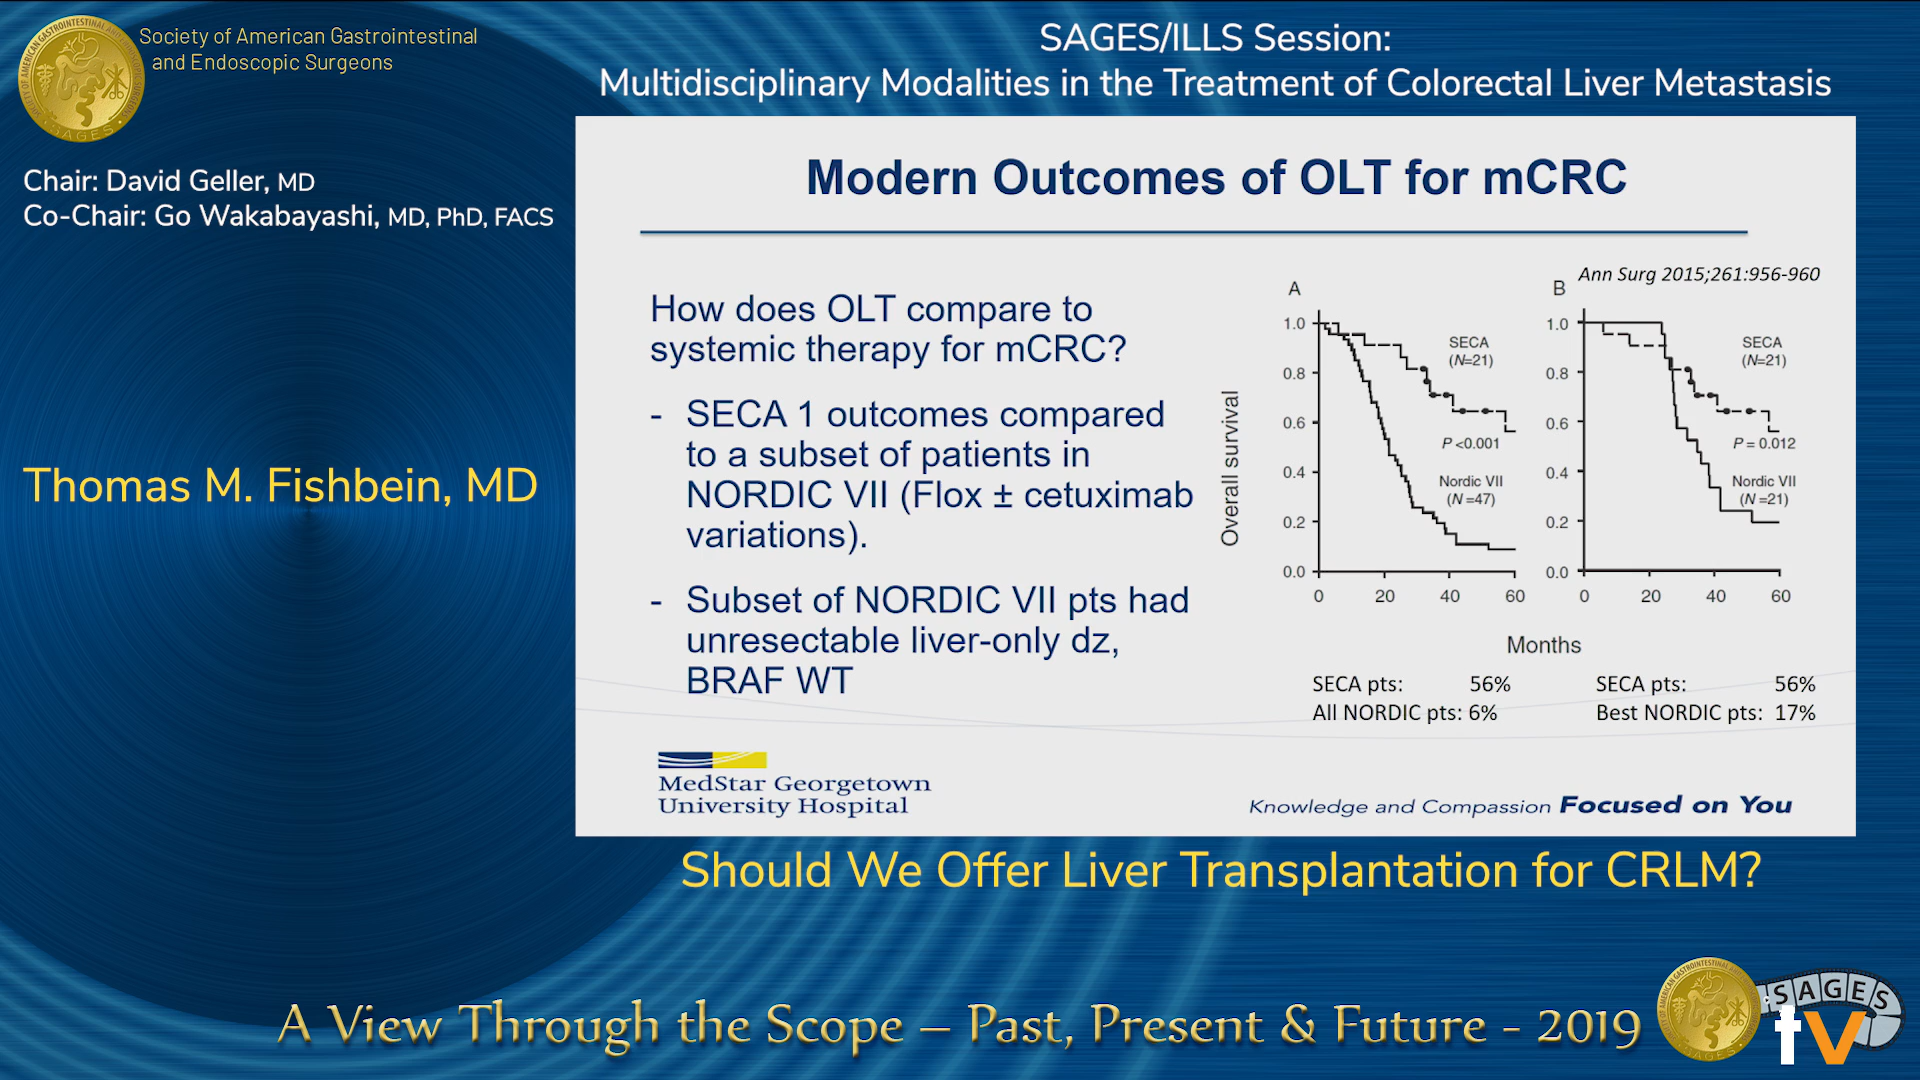 Society of American Gastrointestinal
and Endoscopic Surgeons
SAGES/ILLS Session:
Multidisciplinary Modalities in the Treatment of Colorectal Liver Metastasis
Chair: David Geller, MD
Co-Chair: Go Wakabayashi, MD, PhD, FACS
Thomas M. Fishbein, MD
Modern Outcomes of OLT for mCRC
How does OLT compare to
systemic therapy for mCRC?
- SECA 1 outcomes compared
to a subset of patients in
NORDIC VII (Flox ± cetuximab
variations).
- Subset of NORDIC VII pts had
unresectable liver-only dz,
BRAF WT
Ann Surg 2015;261:956-960
A
Overall survival
1.0
0.8
0.6
0.4
0.2
0.0
SECA
(N=21)
P <0.001
Nordic VII
(N =47)
0 20 40 60
B
1.0
0.8
0.6
0.4
0.2
0.0
SECA
(N=21)
P = 0.012
Nordic VII
(N =21)
0 20 40 60
Months
SECA pts: 56%
All NORDIC pts: 6%
SECA pts: 56%
Best NORDIC pts: 17%
MedStar Georgetown
University Hospital
Knowledge and Compassion Focused on You
Should We Offer Liver Transplantation for CRLM?
A View Through the Scope – Past, Present & Future - 2019
SAGES
tv